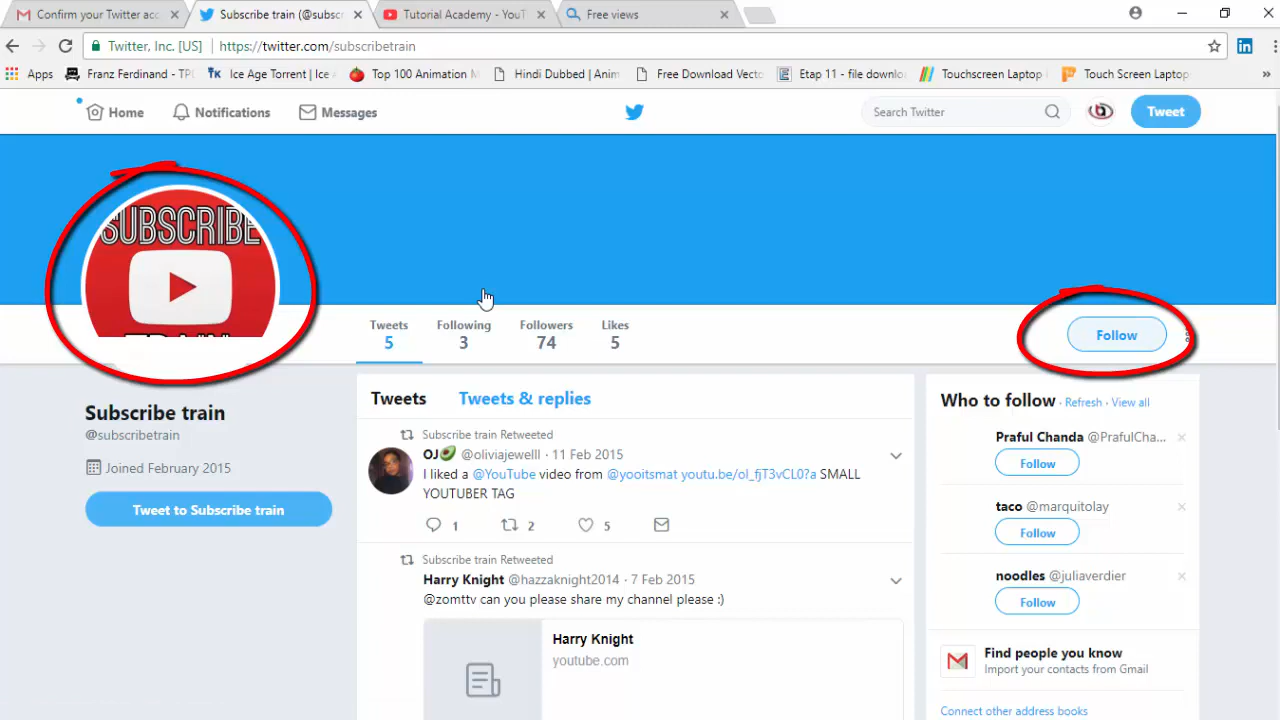 Confirm your Twitter acc
Subscribe train (@subsc
Tutorial Academy - YouT
Free views
Twitter, Inc. [US]
https://twitter.com/subscribetrain
Apps
Franz Ferdinand - TPC
Ice Age Torrent | Ice A
Top 100 Animation M
Hindi Dubbed | Anim
Free Download Vecto
Etap 11 - file downlo
Touchscreen Laptop
Touch Screen Laptop
Home
Notifications
Messages
Search Twitter
Tweet
SUBSCRIBE
Tweets
5
Following
3
Followers
74
Likes
5
Follow
Subscribe train
@subscribetrain
Joined February 2015
Tweet to Subscribe train
Tweets
Tweets & replies
Subscribe train Retweeted
OJ🥑 @oliviajewelll · 11 Feb 2015
I liked a @YouTube video from @yooitsmat youtu.be/ol_fjT3vCL0?a SMALL
YOUTUBER TAG
1 2 5
Subscribe train Retweeted
Harry Knight @hazzaknight2014 · 7 Feb 2015
@zomttv can you please share my channel please :)
Harry Knight
youtube.com
Who to follow · Refresh · View all
Praful Chanda @PrafulCha...
Follow
taco @marquitolay
Follow
noodles @juliaverdier
Follow
Find people you know
Import your contacts from Gmail
Connect other address books